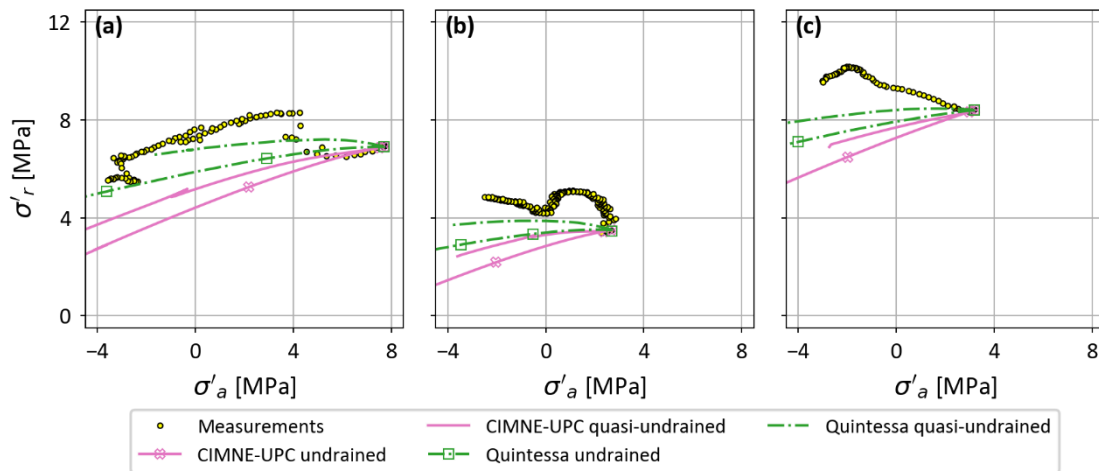 (a) (b) (c)
12
8
4
0
σ'r [MPa]
−4 0 4 8 −4 0 4 8 −4 0 4 8
σ'a [MPa] σ'a [MPa] σ'a [MPa]
Measurements CIMNE-UPC quasi-undrained Quintessa quasi-undrained
CIMNE-UPC undrained Quintessa undrained